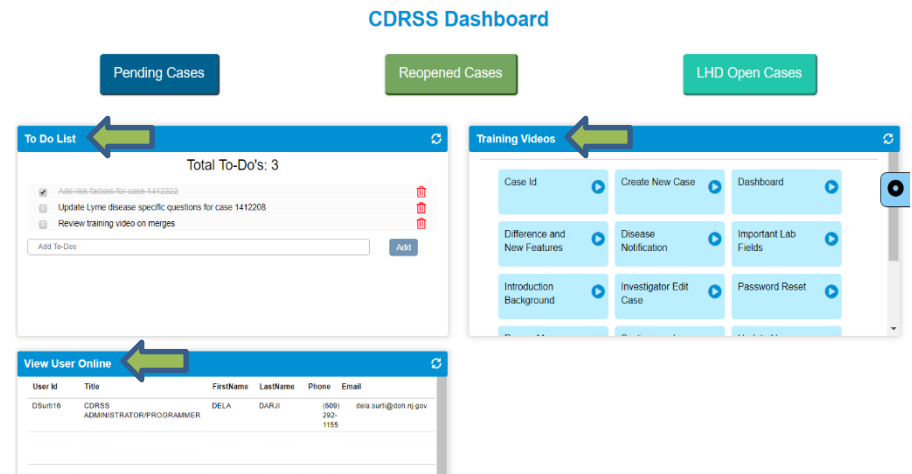 CDRSS Dashboard
Pending Cases
Reopened Cases
LHD Open Cases
To Do List
Total To-Do's: 3
Add risk factors for case 1412322
Update Lyme disease specific questions for case 1412208
Review training video on merges
Add To-Dos
Add
Training Videos
Case Id
Create New Case
Dashboard
Difference and
New Features
Disease
Notification
Important Lab
Fields
Introduction
Background
Investigator Edit
Case
Password Reset
View User Online
User Id Title FirstName LastName Phone Email
DSurti16 CDRSS DELA DARJI (609) dela.surti@doh.nj.gov
ADMINISTRATOR/PROGRAMMER 292-
1155